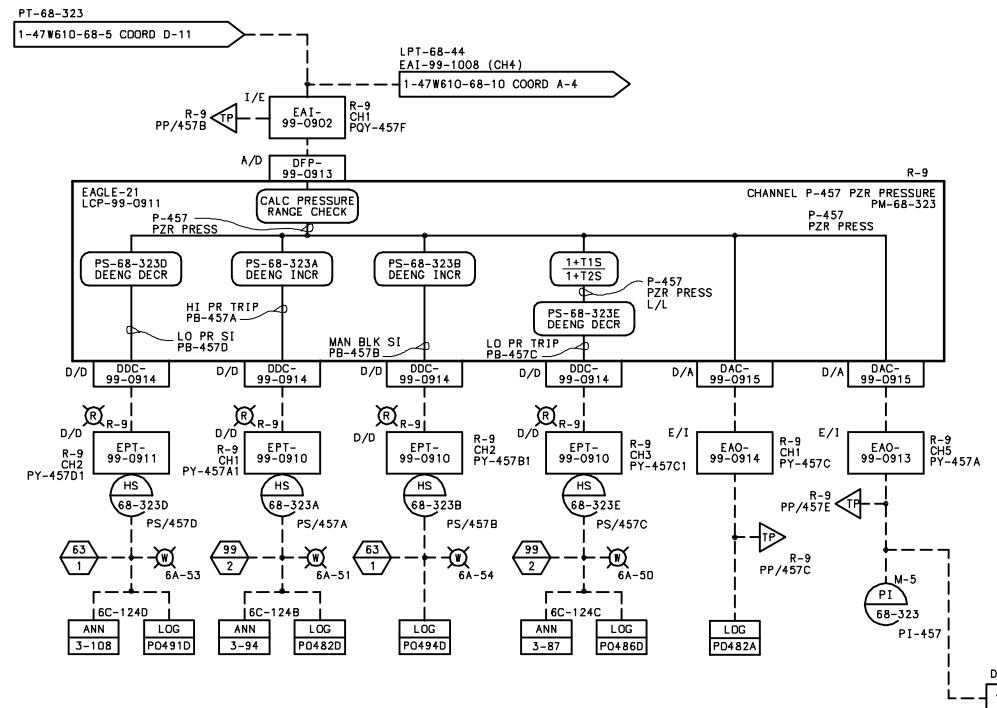 PT-68-323
1-47W610-68-5 COORD D-11
LPT-68-44
EAI-99-1008 (CH4)
1-47W610-68-10 COORD A-4
I/E
R-9
PP/457B
TP
EAI-
99-0902
R-9
CH1
PQY-457F
A/D
DFP-
99-0913
R-9
EAGLE-21
LCP-99-0911
CALC PRESSURE
RANGE CHECK
CHANNEL P-457 PZR PRESSURE
PM-68-323
P-457
PZR PRESS
P-457
PZR PRESS
PS-68-323D
DEENG DECR
PS-68-323A
DEENG INCR
PS-68-323B
DEENG INCR
1+T1S
1+T2S
P-457
PZR PRESS
L/L
HI PR TRIP
PB-457A
PS-68-323E
DEENG DECR
LO PR SI
PB-457D
MAN BLK SI
PB-457B
LO PR TRIP
PB-457C
D/D
DDC-
99-0914
D/D
DDC-
99-0914
D/D
DDC-
99-0914
D/D
DDC-
99-0914
D/A
DAC-
99-0915
D/A
DAC-
99-0915
R
R-9
D/D
R
R-9
D/D
R
R-9
D/D
R
R-9
D/D
E/I
E/I
R-9
CH2
PY-457D1
EPT-
99-0911
R-9
CH1
PY-457A1
EPT-
99-0910
EPT-
99-0910
R-9
CH2
PY-457B1
EPT-
99-0910
R-9
CH3
PY-457C1
EAO-
99-0914
R-9
CH1
PY-457C
EAO-
99-0913
R-9
CH5
PY-457A
HS
68-323D
PS/457D
HS
68-323A
PS/457A
HS
68-323B
PS/457B
HS
68-323E
PS/457C
R-9
PP/457E
TP
TP
R-9
PP/457C
63
1
W
6A-53
99
2
W
6A-51
63
1
W
6A-54
99
2
W
6A-50
M-5
PI
68-323
PI-457
6C-124D
6C-124B
6C-124C
ANN
3-108
LOG
P0491D
ANN
3-94
LOG
P0482D
LOG
P0494D
ANN
3-87
LOG
P0486D
LOG
P0482A
D